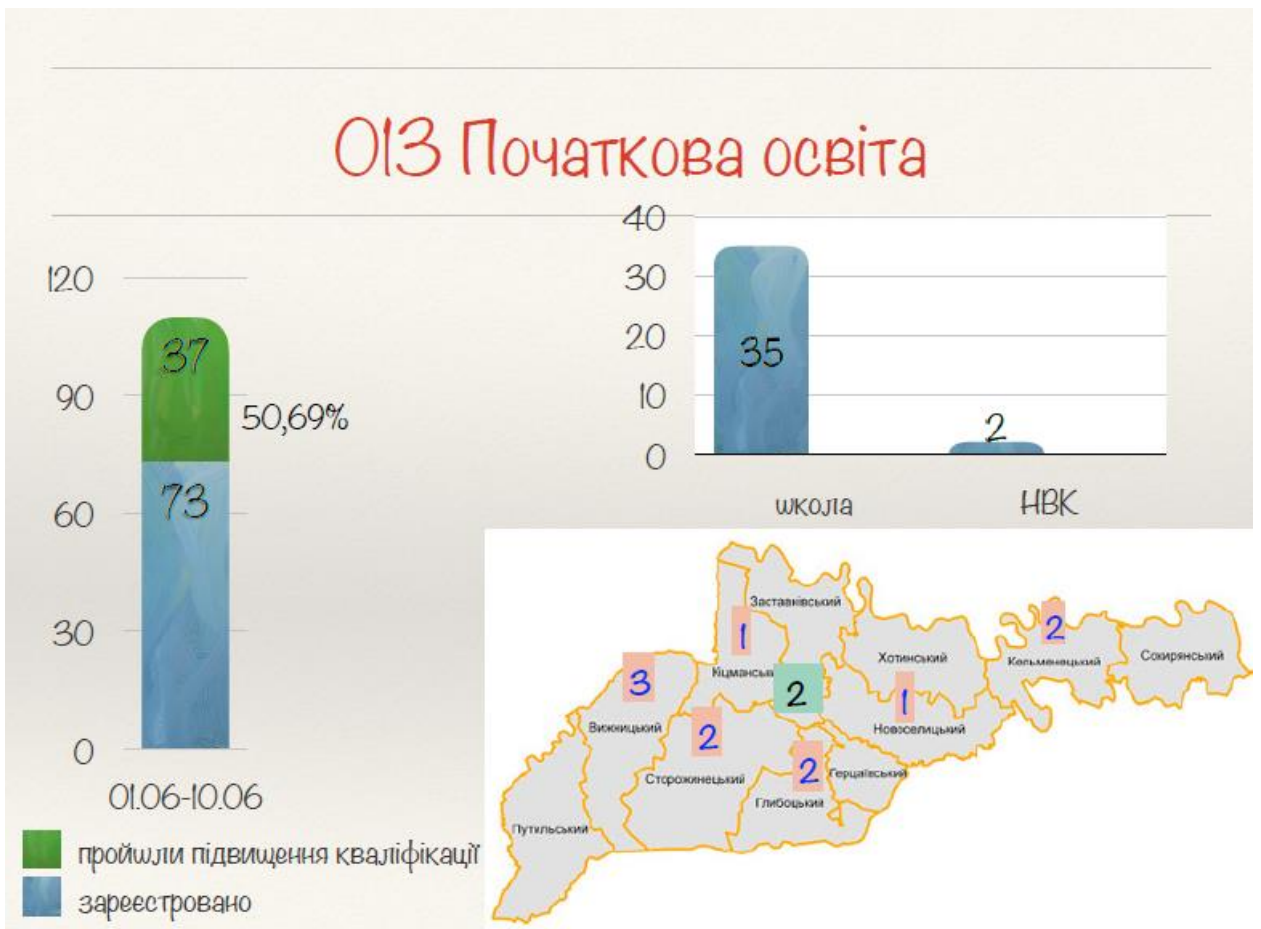 ОІЗ Початкова освіта
120
90
60
30
0
37
73
50,69%
01.06-10.06
пройшли підвищення кваліфікації
зареєстровано
40
30
20
10
0
35
2
школа
НВК
Заставнівський
1
Кіцманськ
2
Хотинський
2
Кельменецький
Сокирянський
3
Вижницький
2
1
Новоселицький
Сторожинецький
2
Герцаївський
Глибоцький
Путильський